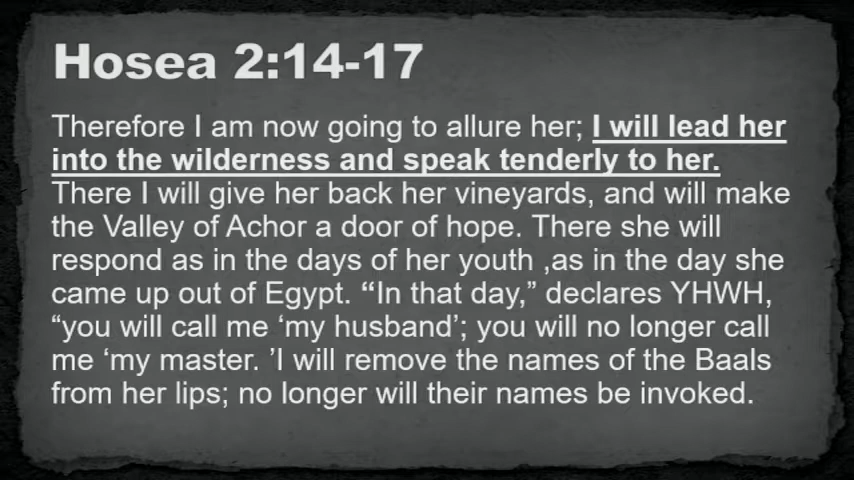 Hosea 2:14-17
Therefore I am now going to allure her; I will lead her
into the wilderness and speak tenderly to her.
There I will give her back her vineyards, and will make
the Valley of Achor a door of hope. There she will
respond as in the days of her youth ,as in the day she
came up out of Egypt. “In that day,” declares YHWH,
“you will call me ‘my husband’; you will no longer call
me ‘my master. ’I will remove the names of the Baals
from her lips; no longer will their names be invoked.